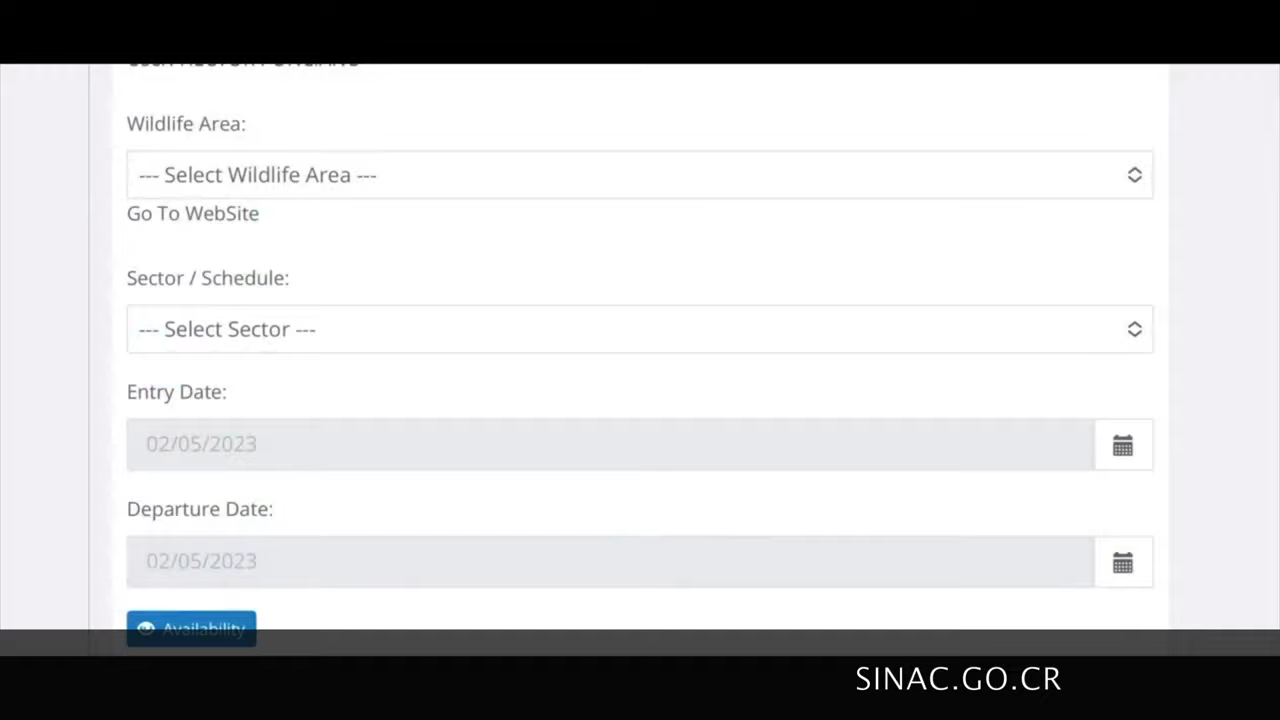 Wildlife Area:
--- Select Wildlife Area ---
Go To WebSite
Sector / Schedule:
--- Select Sector ---
Entry Date:
02/05/2023
Departure Date:
02/05/2023
Availability
SINAC.GO.CR